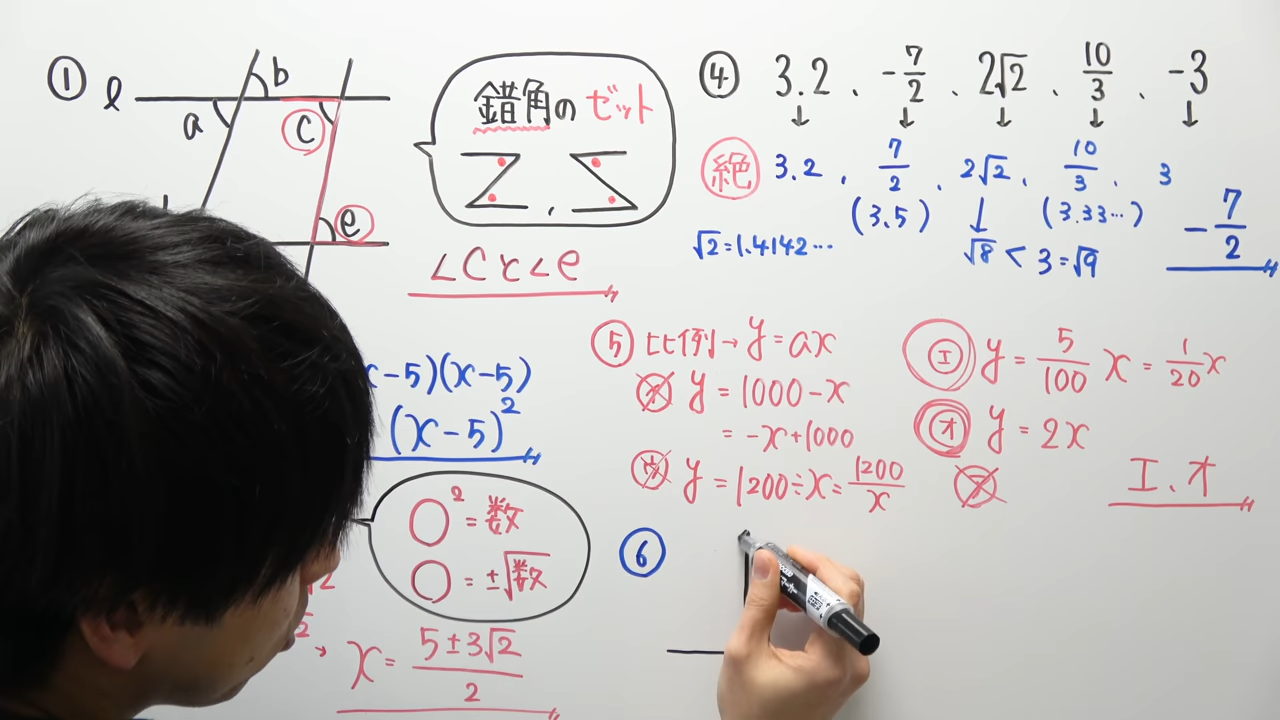 ① ℓ
b
a
c
e
錯角のゼット
，
∠Cと∠e
x-5)(x-5)
(x-5)²
○² = 数
○ = ±√数
x = (5±3√2)/2
④ 3.2 、 -7/2 、 2√2 、 10/3 、 -3
↓ ↓ ↓ ↓ ↓
絶 3.2 、 7/2 、 2√2 、 10/3 、 3
(3.5) ↓ (3.33…)
√2=1.4142… √8 < 3=√9
-7/2
⑤ 比例→ y=ax
y = 1000-x
= -x+1000
y = 1200÷x = 1200/x
エ y = 5/100 x = 1/20 x
オ y = 2x
エ、オ
⑥